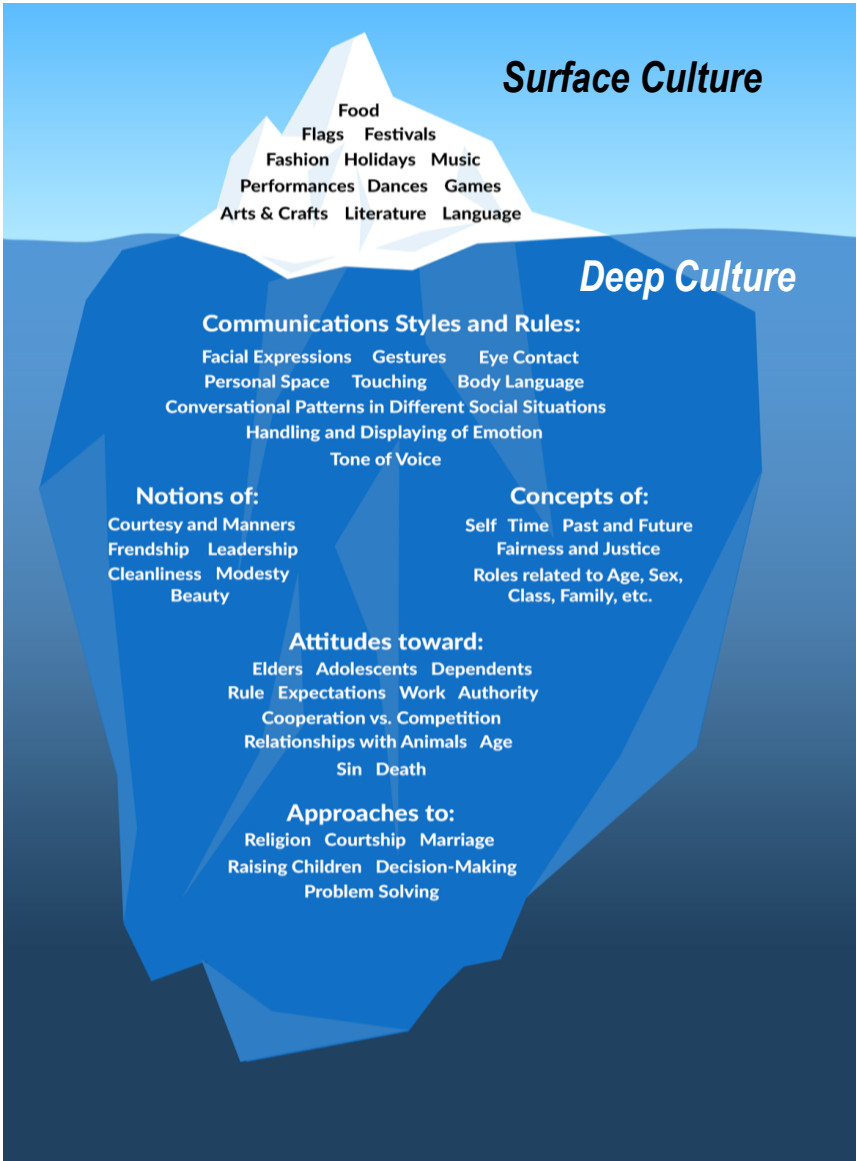 Surface Culture
Food
Flags Festivals
Fashion Holidays Music
Performances Dances Games
Arts & Crafts Literature Language
Deep Culture
Communications Styles and Rules:
Facial Expressions Gestures Eye Contact
Personal Space Touching Body Language
Conversational Patterns in Different Social Situations
Handling and Displaying of Emotion
Tone of Voice
Notions of:
Courtesy and Manners
Frendship Leadership
Cleanliness Modesty
Beauty
Concepts of:
Self Time Past and Future
Fairness and Justice
Roles related to Age, Sex,
Class, Family, etc.
Attitudes toward:
Elders Adolescents Dependents
Rule Expectations Work Authority
Cooperation vs. Competition
Relationships with Animals Age
Sin Death
Approaches to:
Religion Courtship Marriage
Raising Children Decision-Making
Problem Solving